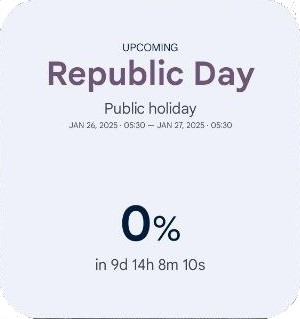 UPCOMING
Republic Day
Public holiday
JAN 26, 2025 · 05:30 — JAN 27, 2025 · 05:30
0%
in 9d 14h 8m 10s